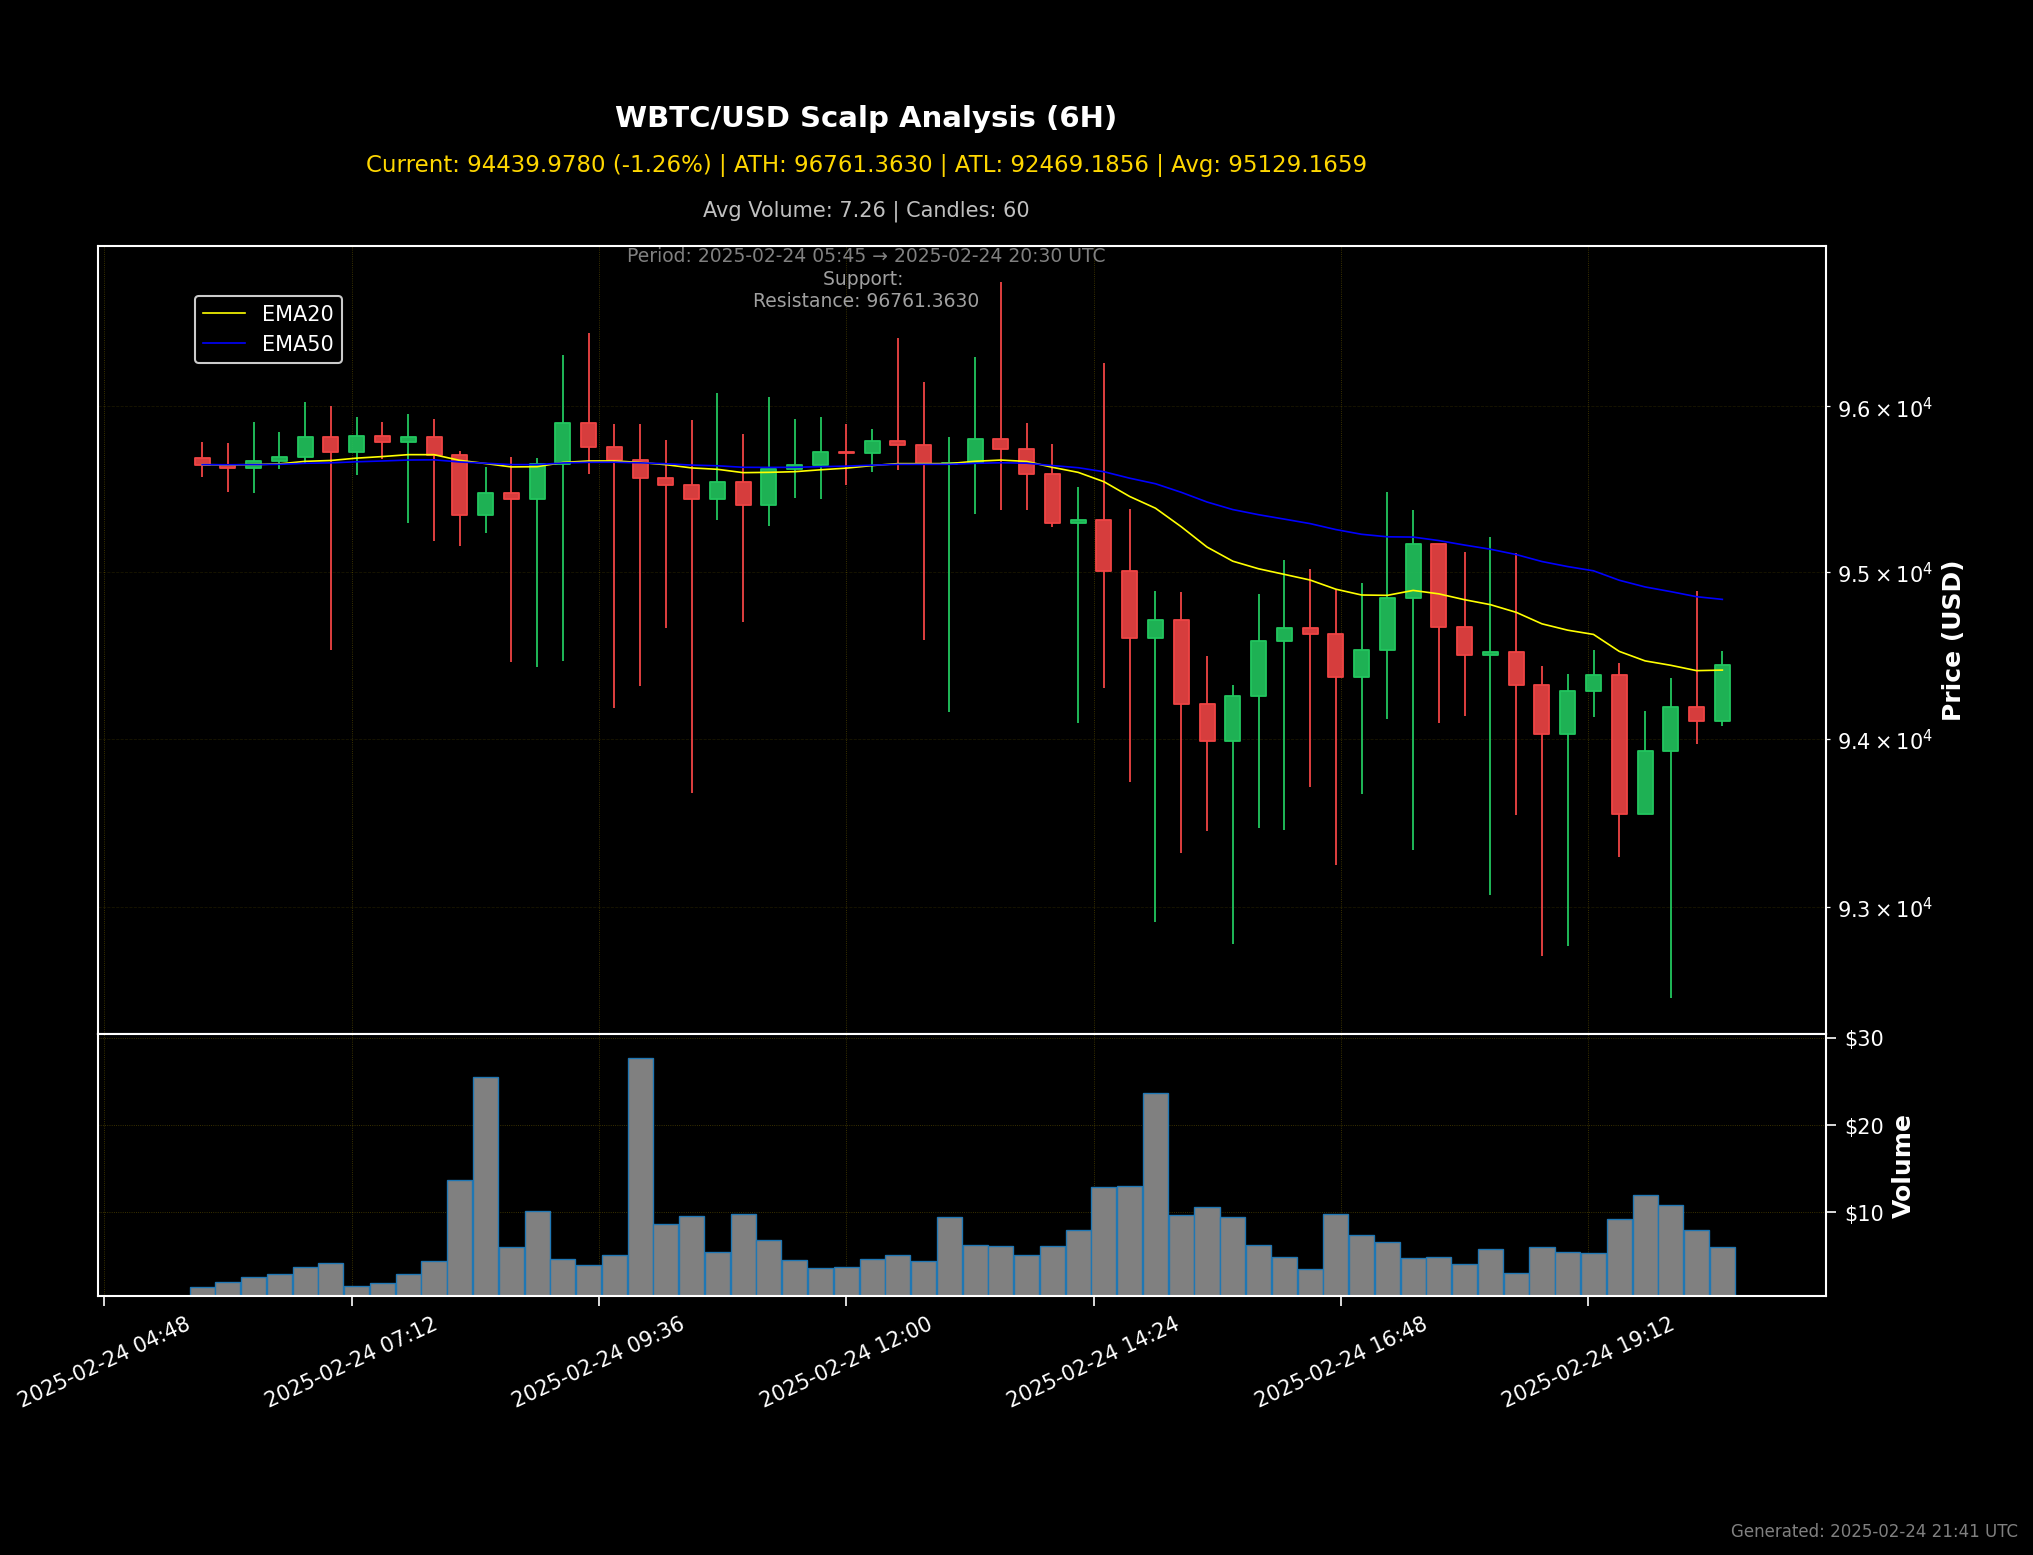 WBTC/USD Scalp Analysis (6H)
Current: 94439.9780 (-1.26%) | ATH: 96761.3630 | ATL: 92469.1856 | Avg: 95129.1659
Avg Volume: 7.26 | Candles: 60
Period: 2025-02-24 05:45 → 2025-02-24 20:30 UTC
Support:
Resistance: 96761.3630
EMA20
EMA50
9.6 × 10⁴
9.5 × 10⁴
9.4 × 10⁴
9.3 × 10⁴
Price (USD)
$30
$20
$10
Volume
2025-02-24 04:48
2025-02-24 07:12
2025-02-24 09:36
2025-02-24 12:00
2025-02-24 14:24
2025-02-24 16:48
2025-02-24 19:12
Generated: 2025-02-24 21:41 UTC